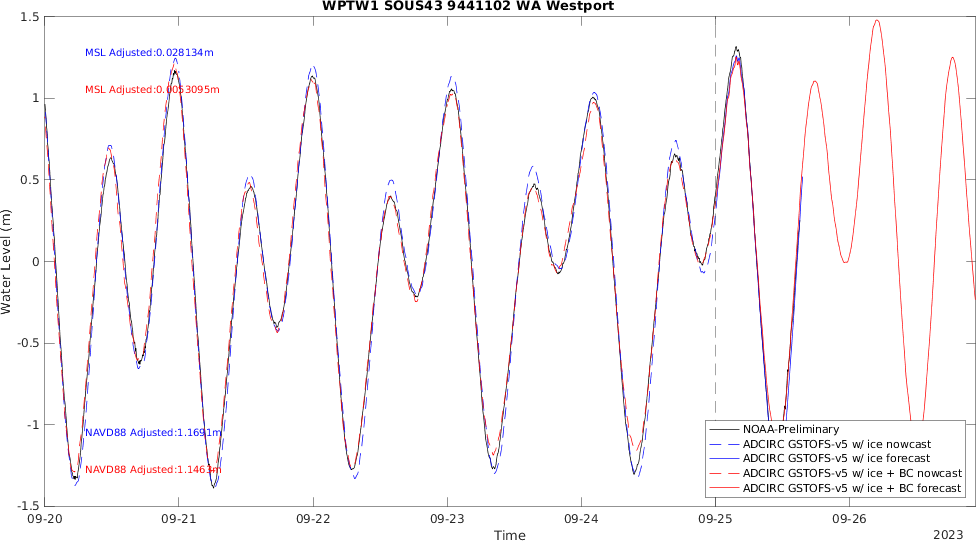 WPTW1 SOUS43 9441102 WA Westport
1.5
1
0.5
0
-0.5
-1
-1.5
Water Level (m)
MSL Adjusted:0.028134m
MSL Adjusted:0.0053095m
NAVD88 Adjusted:1.1691m
NAVD88 Adjusted:1.1463m
NOAA-Preliminary
ADCIRC GSTOFS-v5 w/ ice nowcast
ADCIRC GSTOFS-v5 w/ ice forecast
ADCIRC GSTOFS-v5 w/ ice + BC nowcast
ADCIRC GSTOFS-v5 w/ ice + BC forecast
09-20 09-21 09-22 09-23 09-24 09-25 09-26
Time
2023